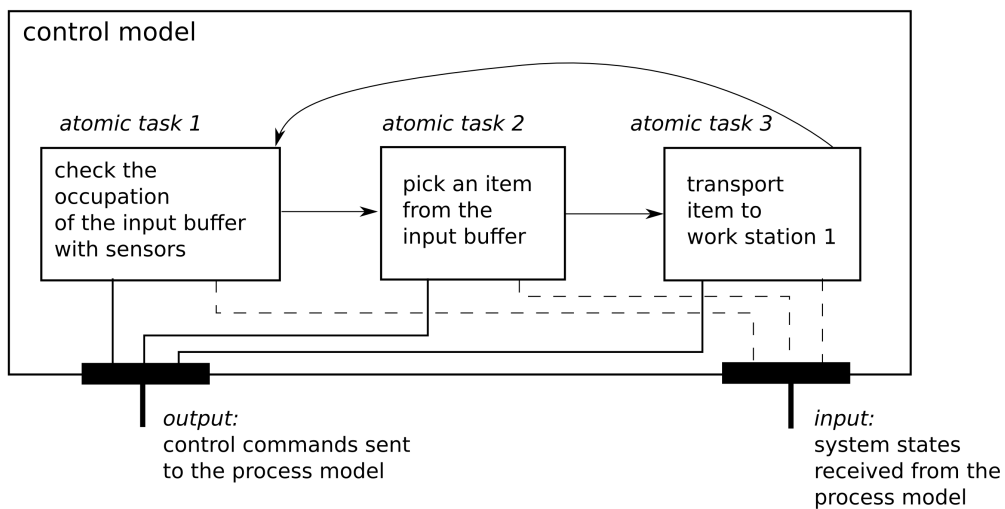 control model
atomic task 1
atomic task 2
atomic task 3
check the
occupation
of the input buffer
with sensors
pick an item
from the
input buffer
transport
item to
work station 1
output:
control commands sent
to the process model
input:
system states
received from the
process model